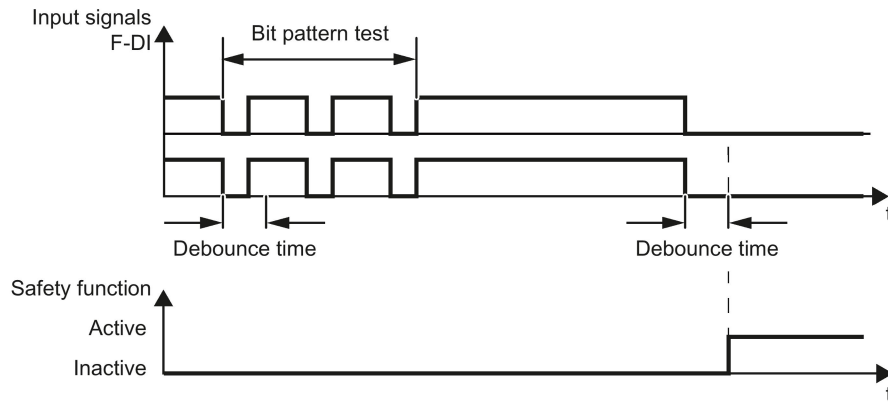 Input signals
F-DI
Bit pattern test
t
Debounce time
Debounce time
Safety function
Active
Inactive
t